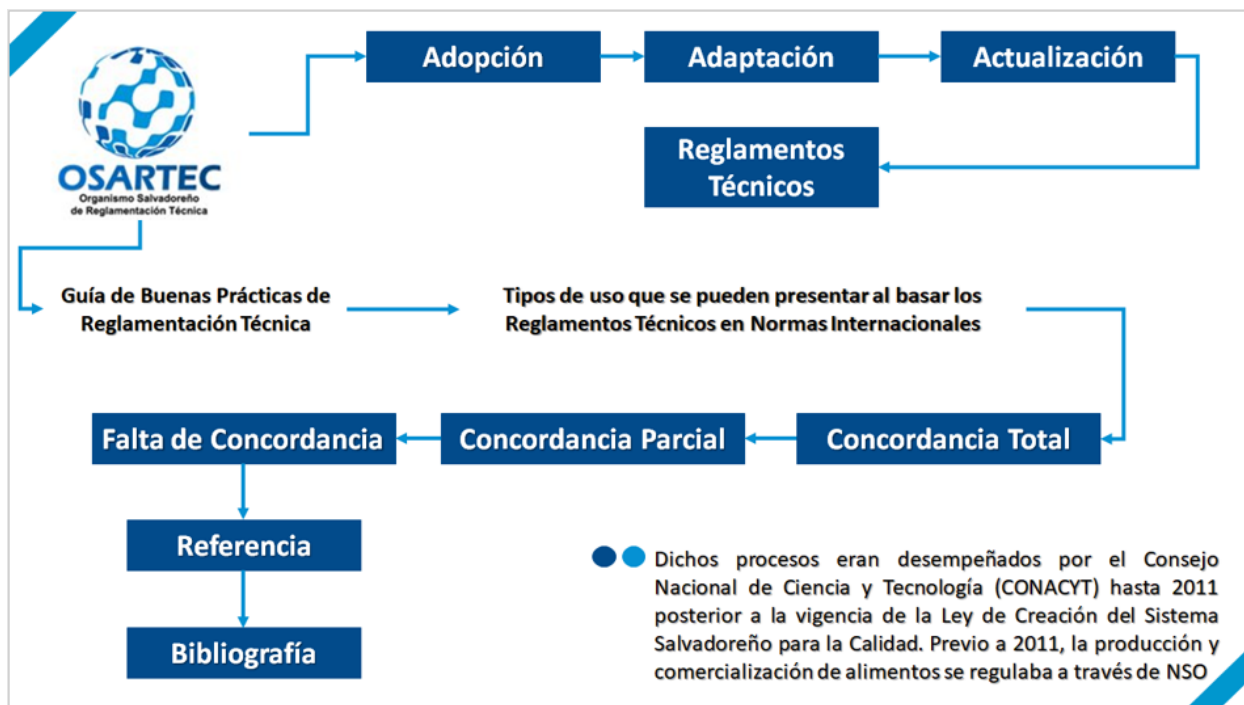 Adopción
Adaptación
Actualización
Reglamentos
Técnicos
OSARTEC
Organismo Salvadoreño
de Reglamentación Técnica
Guía de Buenas Prácticas de
Reglamentación Técnica
Tipos de uso que se pueden presentar al basar los
Reglamentos Técnicos en Normas Internacionales
Falta de Concordancia
Concordancia Parcial
Concordancia Total
Referencia
Bibliografía
Dichos procesos eran desempeñados por el Consejo
Nacional de Ciencia y Tecnología (CONACYT) hasta 2011
posterior a la vigencia de la Ley de Creación del Sistema
Salvadoreño para la Calidad. Previo a 2011, la producción y
comercialización de alimentos se regulaba a través de NSO